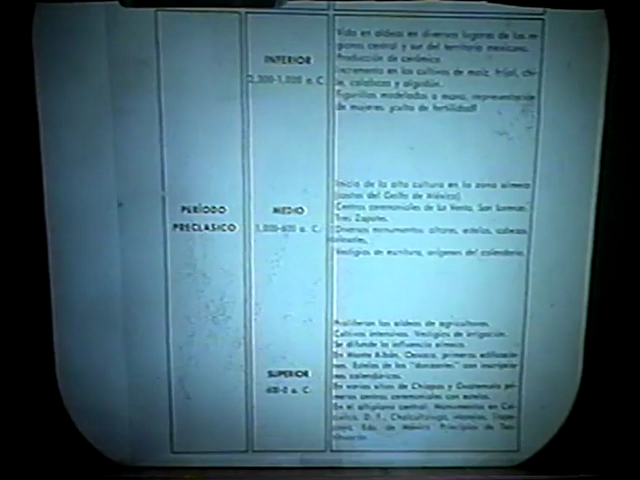 Vida en aldeas en diversos lugares de las re-
giones central y sur del territorio mexicano.
Producción de cerámica.
Incremento en los cultivos de maíz, frijol, chi-
le, calabaza y algodón.
Figurillas modeladas a mano, representación
de mujeres. ¿culto de fertilidad?
INFERIOR
2,300-1,000 a. C.
Inicio de la alta cultura en la zona olmeca
(costas del Golfo de México).
Centros ceremoniales de La Venta, San Lorenzo,
Tres Zapotes.
Diversos monumentos: altares, estelas, cabezas
colosales.
Vestigios de escritura, orígenes del calendario.
PERÍODO
PRECLASICO
MEDIO
1,000-600 a. C.
Proliferan las aldeas de agricultores.
Cultivos intensivos. Vestigios de irrigación.
Se difunde la influencia olmeca.
En Monte Albán, Oaxaca, primeras edificacio-
nes. Estelas de los "danzantes" con inscripcio-
nes calendáricas.
En varios sitios de Chiapas y Guatemala pri-
meros centros ceremoniales con estelas.
En el altiplano central: Monumentos en Cui-
cuilco, D. F., Chalcatzingo, Morelos,
Edo. de México. Principios de Teo-
tihuacán.
SUPERIOR
600-0 a. C.